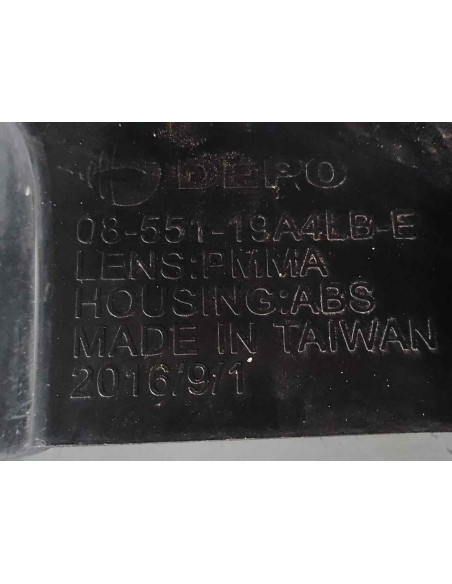 DEPO
08-551-19A4LB-E
LENS:PMMA
HOUSING:ABS
MADE IN TAIWAN
2016/9/1